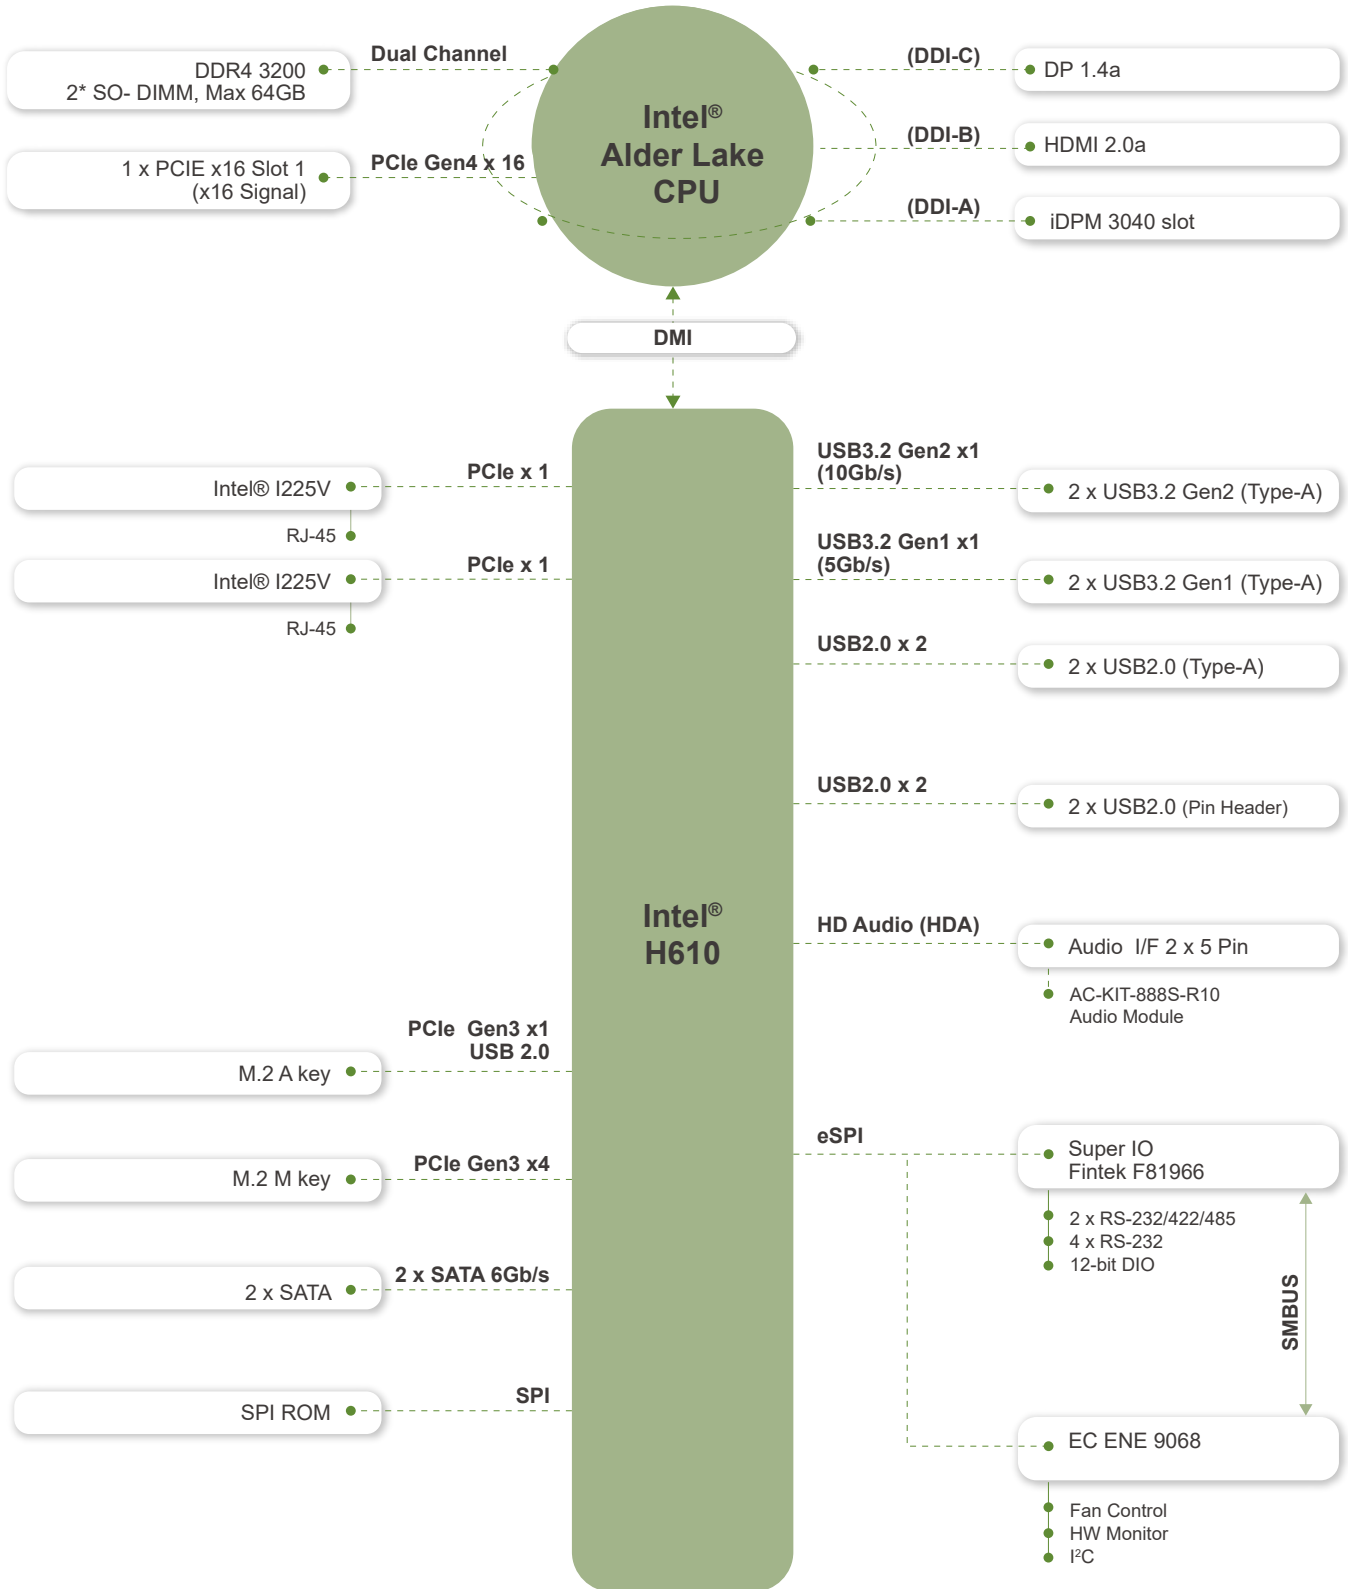 Dual Channel
DDR4 3200
2* SO- DIMM, Max 64GB
PCIe Gen4 x 16
1 x PCIE x16 Slot 1
(x16 Signal)
Intel®
Alder Lake
CPU
(DDI-C)
DP 1.4a
(DDI-B)
HDMI 2.0a
(DDI-A)
iDPM 3040 slot
DMI
PCIe x 1
Intel® I225V
RJ-45
PCIe x 1
Intel® I225V
RJ-45
USB3.2 Gen2 x1
(10Gb/s)
2 x USB3.2 Gen2 (Type-A)
USB3.2 Gen1 x1
(5Gb/s)
2 x USB3.2 Gen1 (Type-A)
USB2.0 x 2
2 x USB2.0 (Type-A)
USB2.0 x 2
2 x USB2.0 (Pin Header)
Intel®
H610
HD Audio (HDA)
Audio I/F 2 x 5 Pin
AC-KIT-888S-R10
Audio Module
PCIe Gen3 x1
USB 2.0
M.2 A key
PCIe Gen3 x4
M.2 M key
2 x SATA 6Gb/s
2 x SATA
SPI
SPI ROM
eSPI
Super IO
Fintek F81966
2 x RS-232/422/485
4 x RS-232
12-bit DIO
SMBUS
EC ENE 9068
Fan Control
HW Monitor
I²C